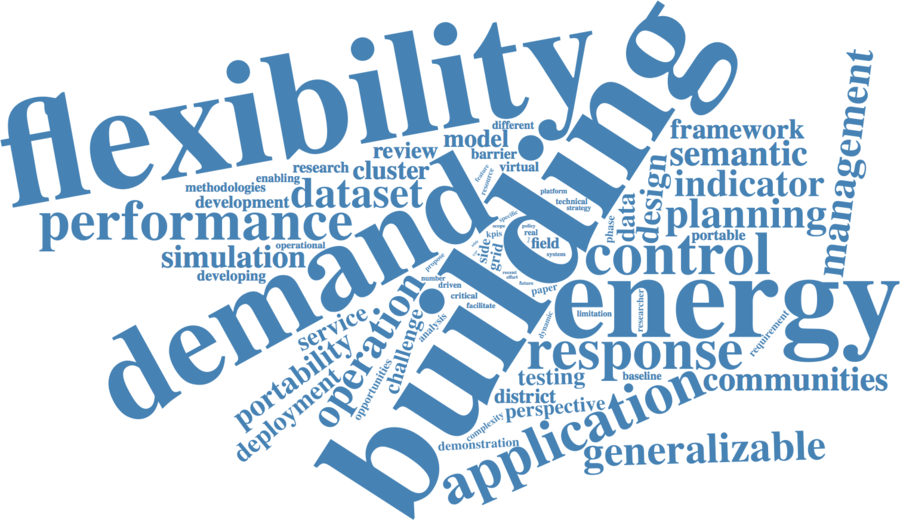 flexibility
different
model
framework
management
review
barrier
semantic
research
cluster
virtual
enabling
feature
resource
indicator
methodologies
dataset
platform
design
development
demand
building
technical
strategy
data
planning
performance
specific
scope
policy
phase
portable
kpis
real
operational
side
grid
field
simulation
system
control
propose
recent
effort
developing
number
driven
future
energy
paper
critical
facilitate
operation
service
analysis
dynamic
limitation
researcher
requirement
challenge
portability
response
opportunities
deployment
testing
baseline
communities
district
application
perspective
complexity
demonstration
generalizable